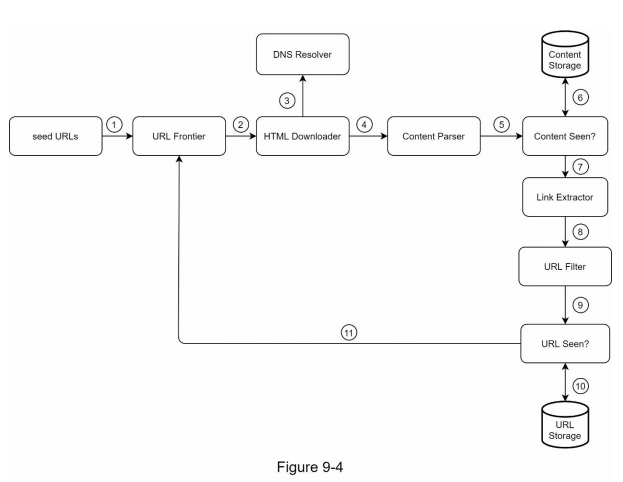 DNS Resolver
Content
Storage
3
6
seed URLs
1
URL Frontier
2
HTML Downloader
4
Content Parser
5
Content Seen?
7
Link Extractor
8
URL Filter
9
11
URL Seen?
10
URL
Storage
Figure 9-4